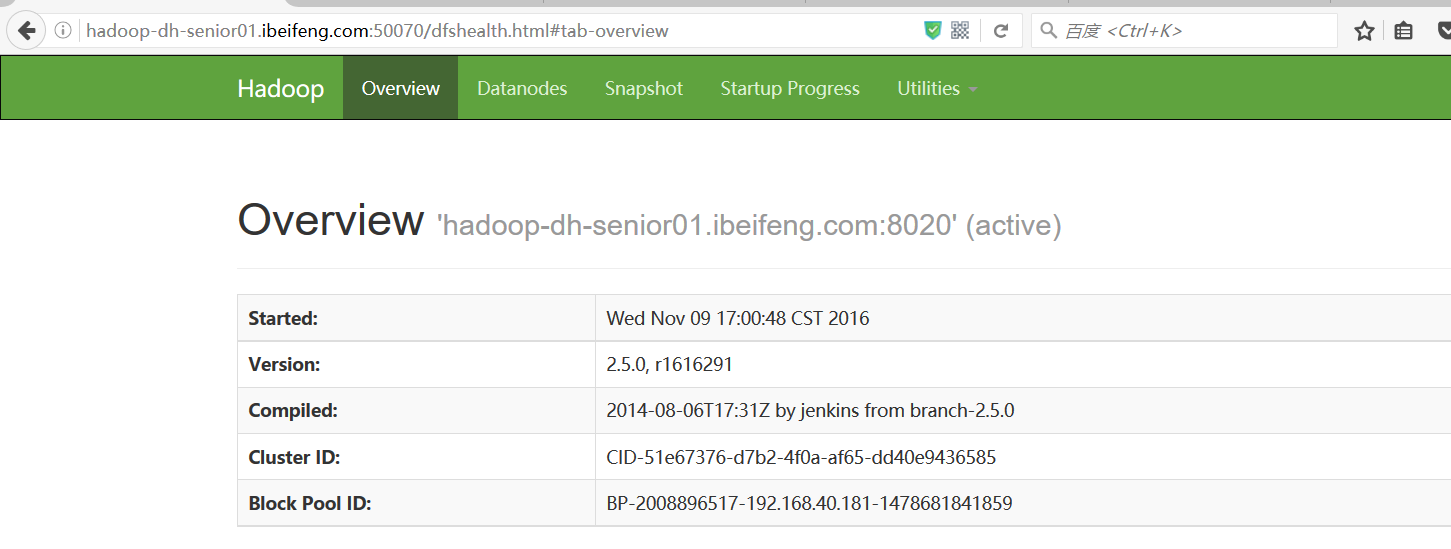 hadoop-dh-senior01.ibeifeng.com:50070/dfshealth.html#tab-overview
百度 <Ctrl+K>
Hadoop Overview Datanodes Snapshot Startup Progress Utilities
Overview 'hadoop-dh-senior01.ibeifeng.com:8020' (active)
Started: Wed Nov 09 17:00:48 CST 2016
Version: 2.5.0, r1616291
Compiled: 2014-08-06T17:31Z by jenkins from branch-2.5.0
Cluster ID: CID-51e67376-d7b2-4f0a-af65-dd40e9436585
Block Pool ID: BP-2008896517-192.168.40.181-1478681841859